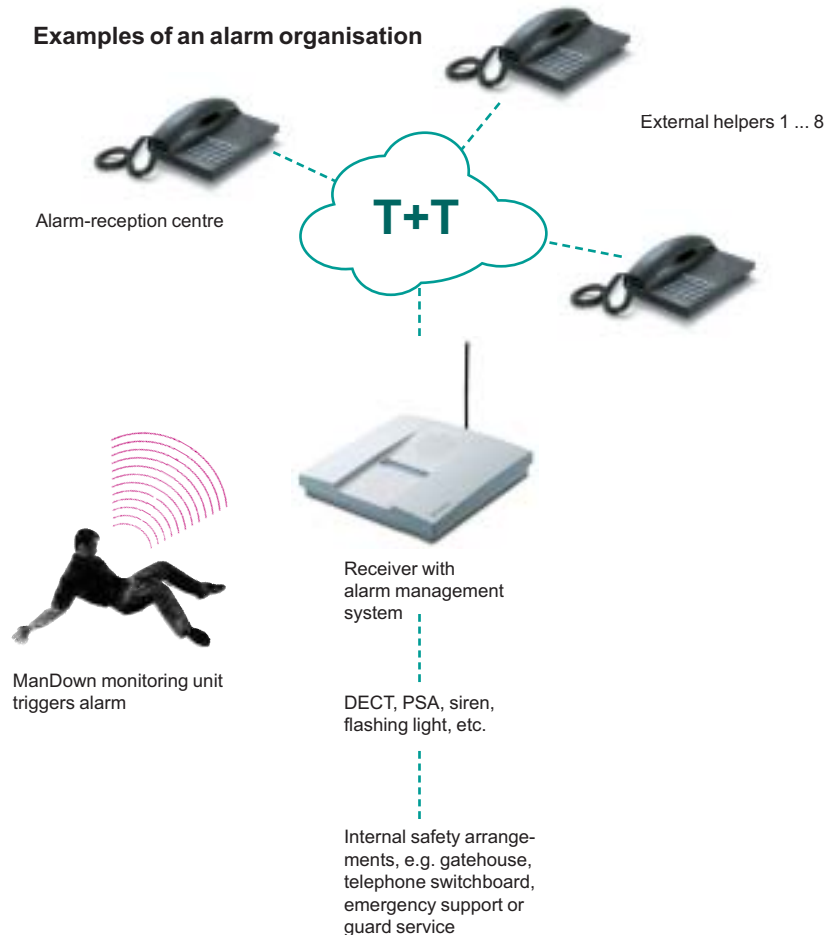 Examples of an alarm organisation
External helpers 1 ... 8
Alarm-reception centre
T+T
Receiver with
alarm management
system
ManDown monitoring unit
triggers alarm
DECT, PSA, siren,
flashing light, etc.
Internal safety arrange-
ments, e.g. gatehouse,
telephone switchboard,
emergency support or
guard service